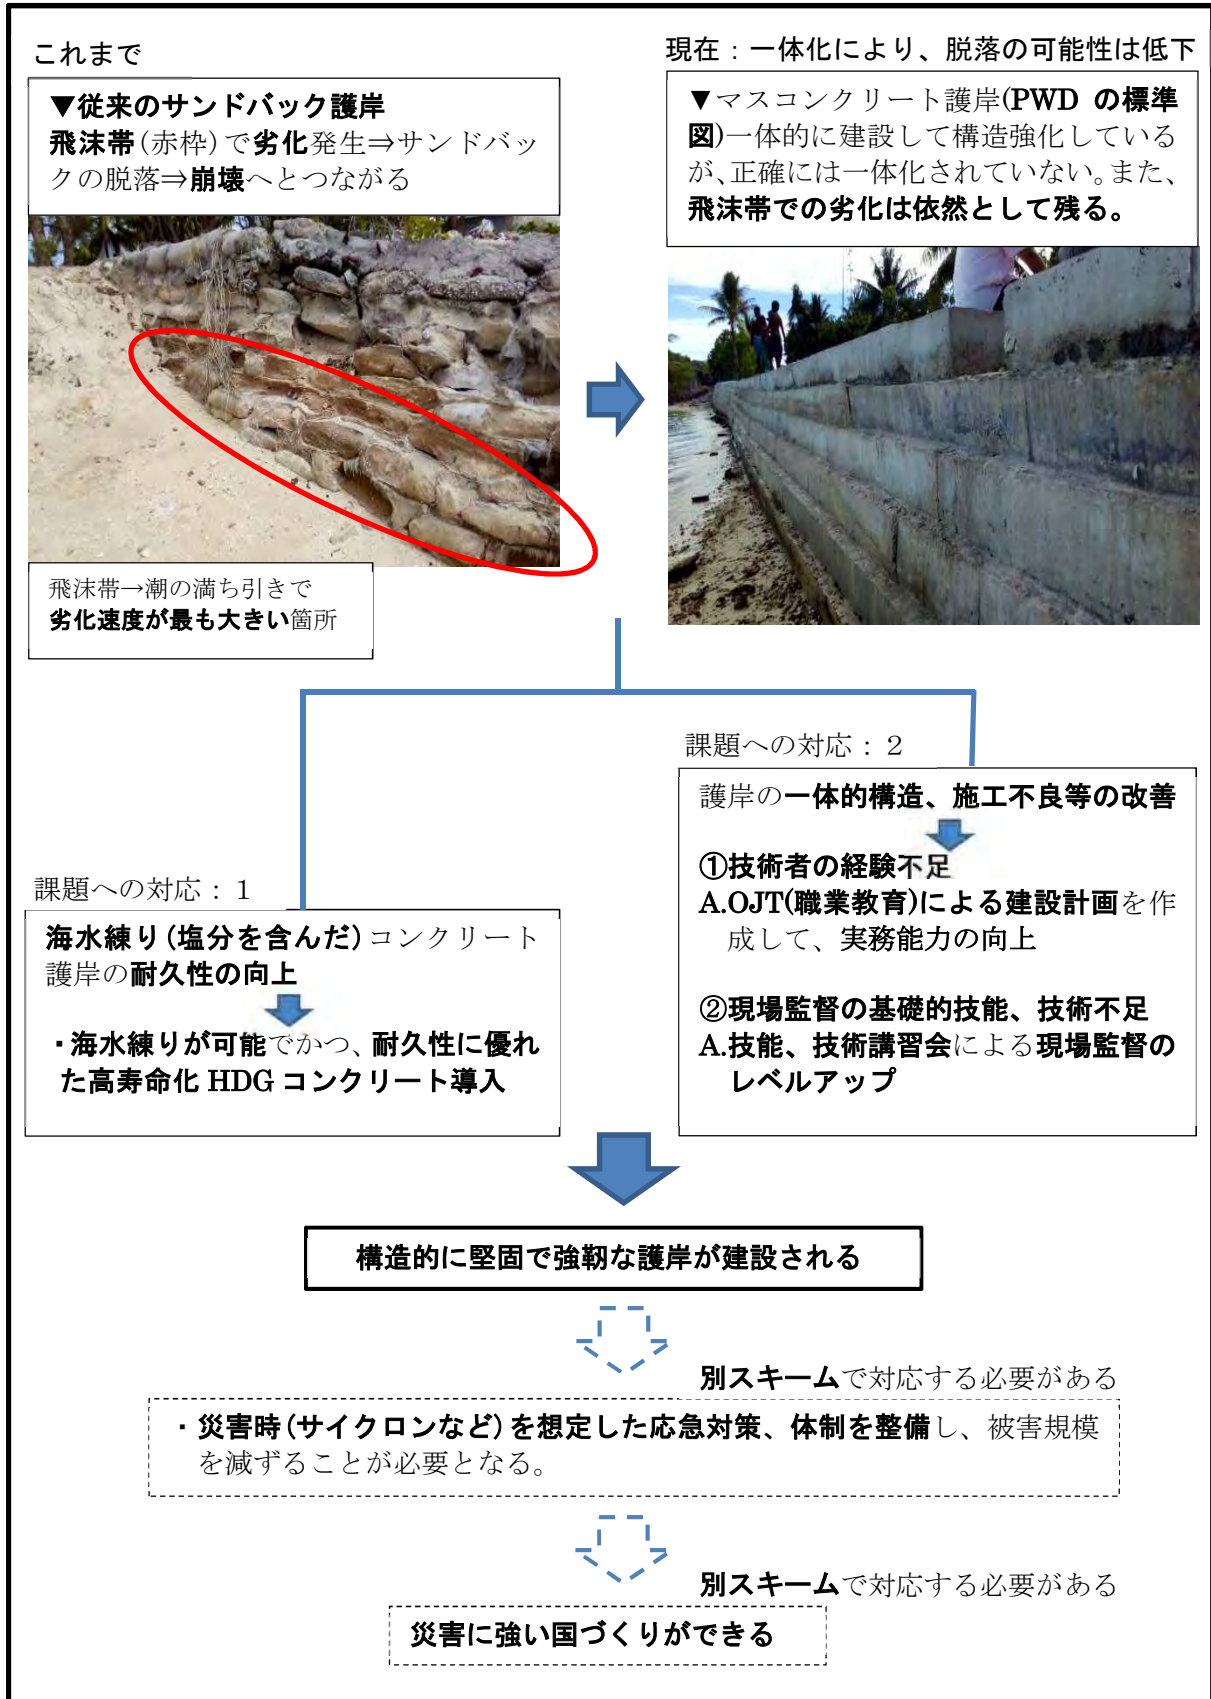 これまで
▼従来のサンドバック護岸
飛沫帯(赤枠)で劣化発生⇒サンドバッ
クの脱落⇒崩壊へとつながる
飛沫帯→潮の満ち引きで
劣化速度が最も大きい箇所
現在：一体化により、脱落の可能性は低下
▼マスコンクリート護岸(PWD の標準
図)一体的に建設して構造強化している
が、正確には一体化されていない。また、
飛沫帯での劣化は依然として残る。
課題への対応：1
海水練り(塩分を含んだ)コンクリート
護岸の耐久性の向上
・海水練りが可能でかつ、耐久性に優れ
た高寿命化 HDG コンクリート導入
課題への対応：２
護岸の一体的構造、施工不良等の改善
①技術者の経験不足
A.OJT(職業教育)による建設計画を作
成して、実務能力の向上
②現場監督の基礎的技能、技術不足
A.技能、技術講習会による現場監督の
レベルアップ
構造的に堅固で強靭な護岸が建設される
別スキームで対応する必要がある
・災害時(サイクロンなど)を想定した応急対策、体制を整備し、被害規模
を減ずることが必要となる。
別スキームで対応する必要がある
災害に強い国づくりができる